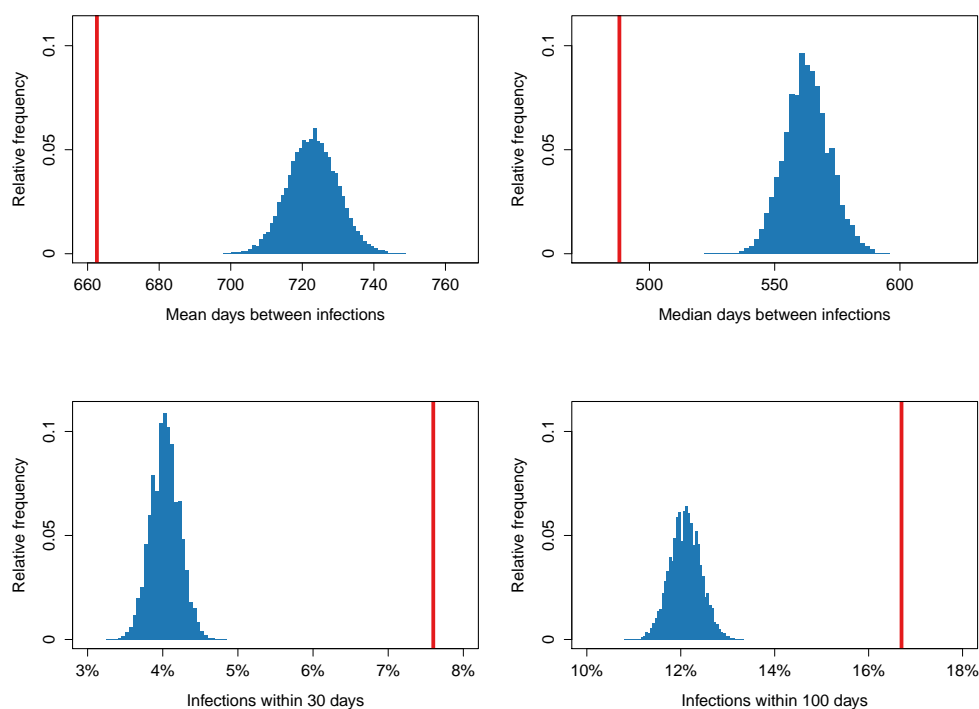 Relative frequency
0.1
0.05
0
660 680 700 720 740 760
Mean days between infections
Relative frequency
0.1
0.05
0
500 550 600
Median days between infections
Relative frequency
0.1
0.05
0
3% 4% 5% 6% 7% 8%
Infections within 30 days
Relative frequency
0.1
0.05
0
10% 12% 14% 16% 18%
Infections within 100 days